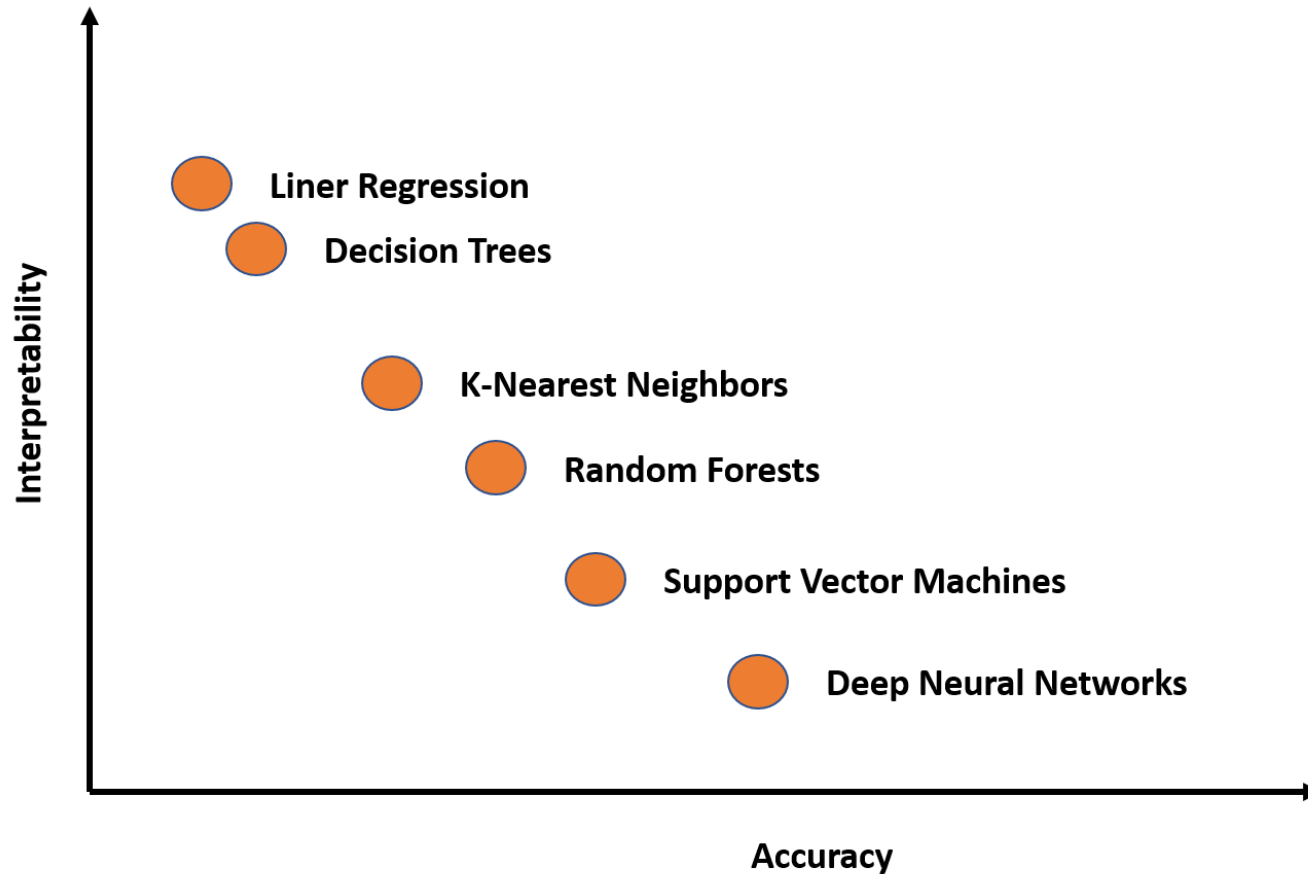 Liner Regression
Decision Trees
K-Nearest Neighbors
Random Forests
Support Vector Machines
Deep Neural Networks
Interpretability
Accuracy